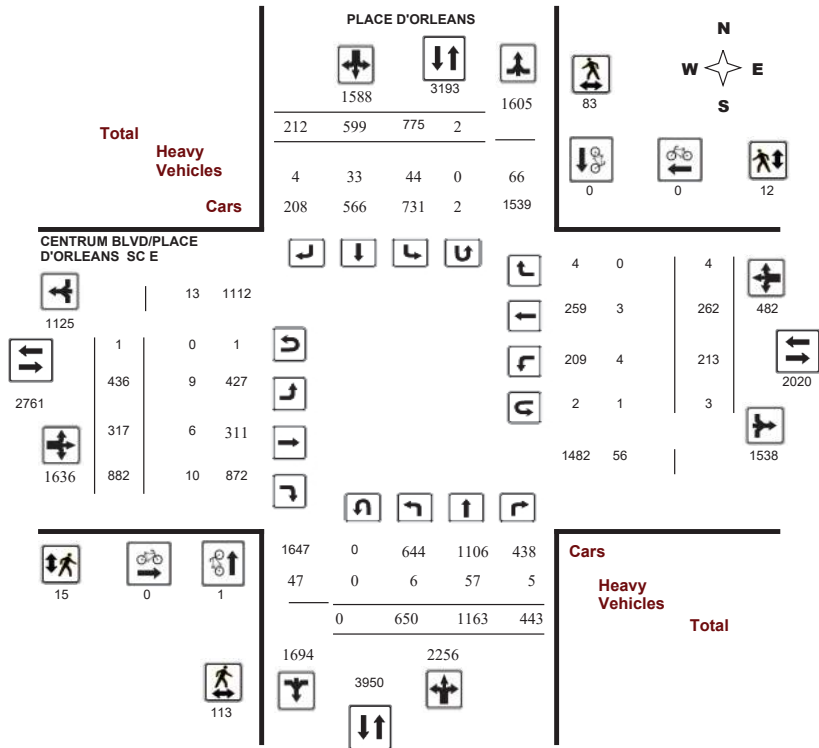 PLACE D'ORLEANS
N
W E
S
1588
3193
1605
83
212 599 775 2
Total
Heavy
Vehicles
4 33 44 0 66
0 0 12
Cars
208 566 731 2 1539
CENTRUM BLVD/PLACE
D'ORLEANS SC E
4 0 4
13 1112
1125
259 3 262 482
1 0 1
209 4 213
2020
436 9 427
2761
2 1 3
317 6 311
1482 56 1538
1636 882 10 872
1647 0 644 1106 438
Cars
47 0 6 57 5
Heavy
Vehicles
15 0 1
0 650 1163 443
Total
1694 2256
3950
113